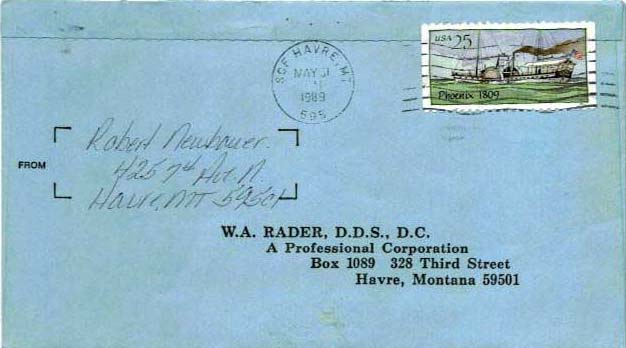 SCF HAVRE, MT
MAY 31
1989
595
USA 25
Phoenix 1809
FROM
Robert Neubauer
425 7th Ave. N.
Havre, MT 59501
W.A. RADER, D.D.S., D.C.
A Professional Corporation
Box 1089 328 Third Street
Havre, Montana 59501